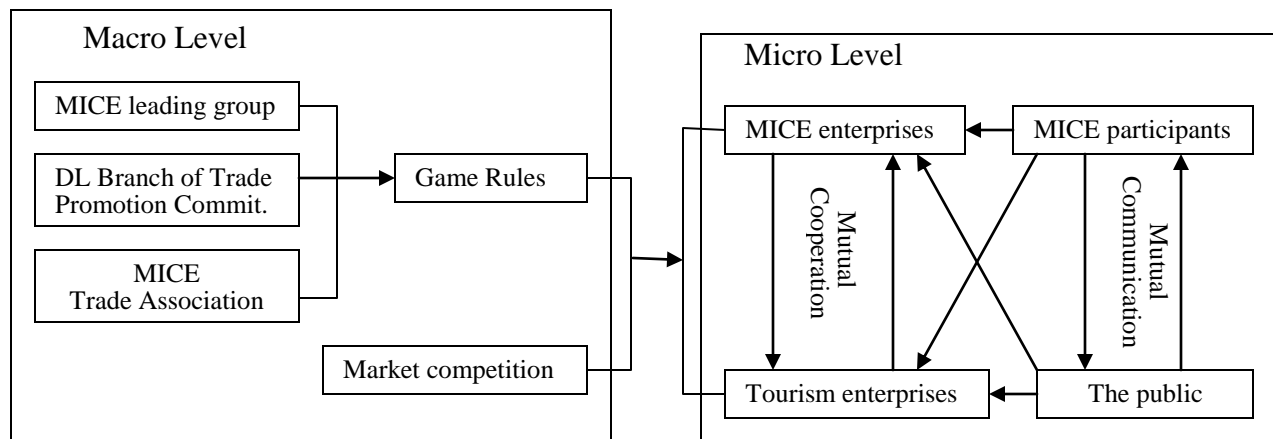 Macro Level
MICE leading group
DL Branch of Trade
Promotion Commit.
MICE
Trade Association
Game Rules
Market competition
Micro Level
MICE enterprises
MICE participants
Mutual
Cooperation
Mutual
Communication
Tourism enterprises
The public